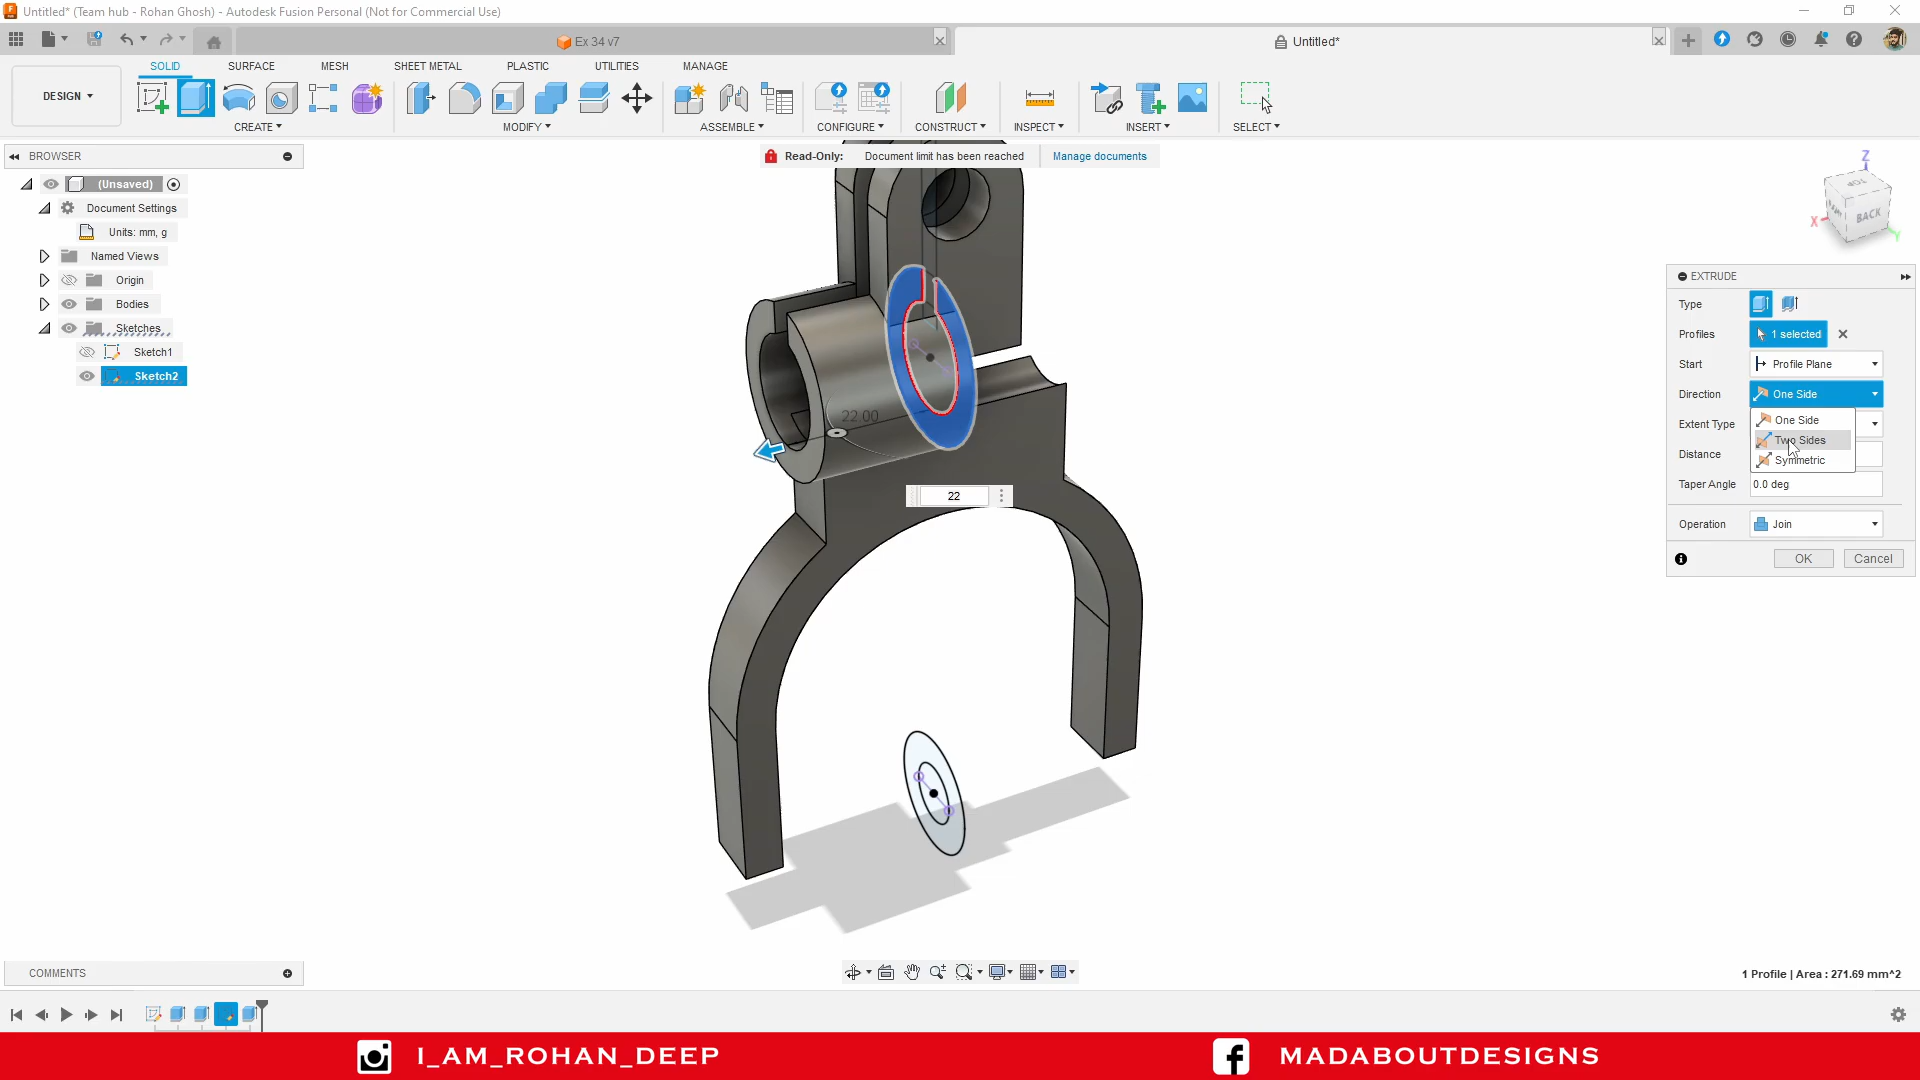 Untitled* (Team hub - Rohan Ghosh) - Autodesk Fusion Personal (Not for Commercial Use)
Ex 34 v7
Untitled*
DESIGN
SOLID SURFACE MESH SHEET METAL PLASTIC UTILITIES MANAGE
CREATE MODIFY ASSEMBLE CONFIGURE CONSTRUCT INSPECT INSERT SELECT
BROWSER
Read-Only: Document limit has been reached Manage documents
(Unsaved)
Document Settings
Units: mm, g
Named Views
Origin
Bodies
Sketches
Sketch1
Sketch2
22.00
22
Z
TOP
BACK
X
Y
EXTRUDE
Type
Profiles 1 selected
Start Profile Plane
Direction One Side
Extent Type
One Side
Two Sides
Symmetric
Distance
Taper Angle 0.0 deg
Operation Join
OK Cancel
COMMENTS
1 Profile | Area : 271.69 mm^2
I_AM_ROHAN_DEEP
MADABOUTDESIGNS